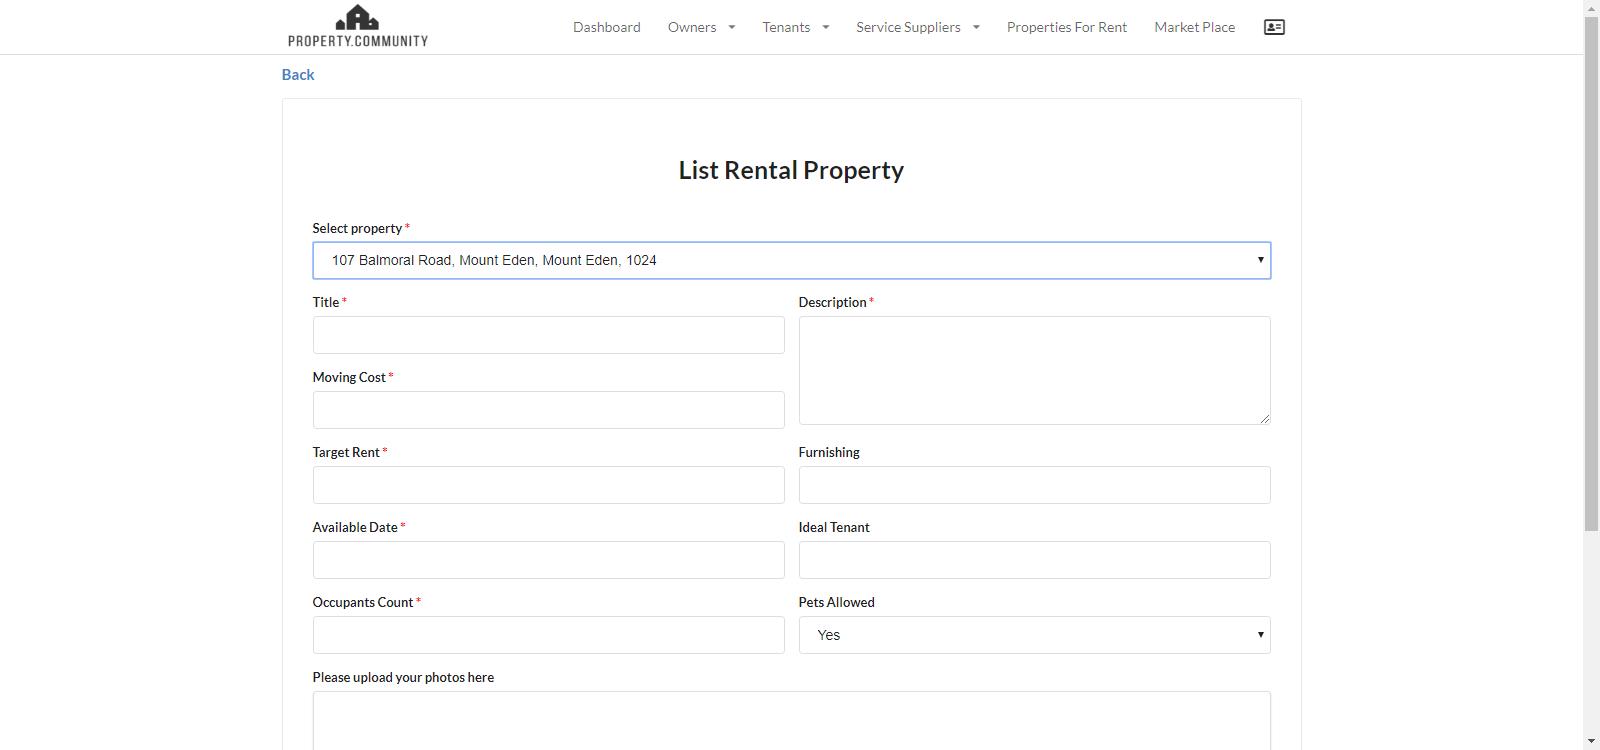 PROPERTY.COMMUNITY
Dashboard Owners Tenants Service Suppliers Properties For Rent Market Place
Back
List Rental Property
Select property *
107 Balmoral Road, Mount Eden, Mount Eden, 1024
Title * Description *
Moving Cost *
Target Rent * Furnishing
Available Date * Ideal Tenant
Occupants Count * Pets Allowed
Yes
Please upload your photos here